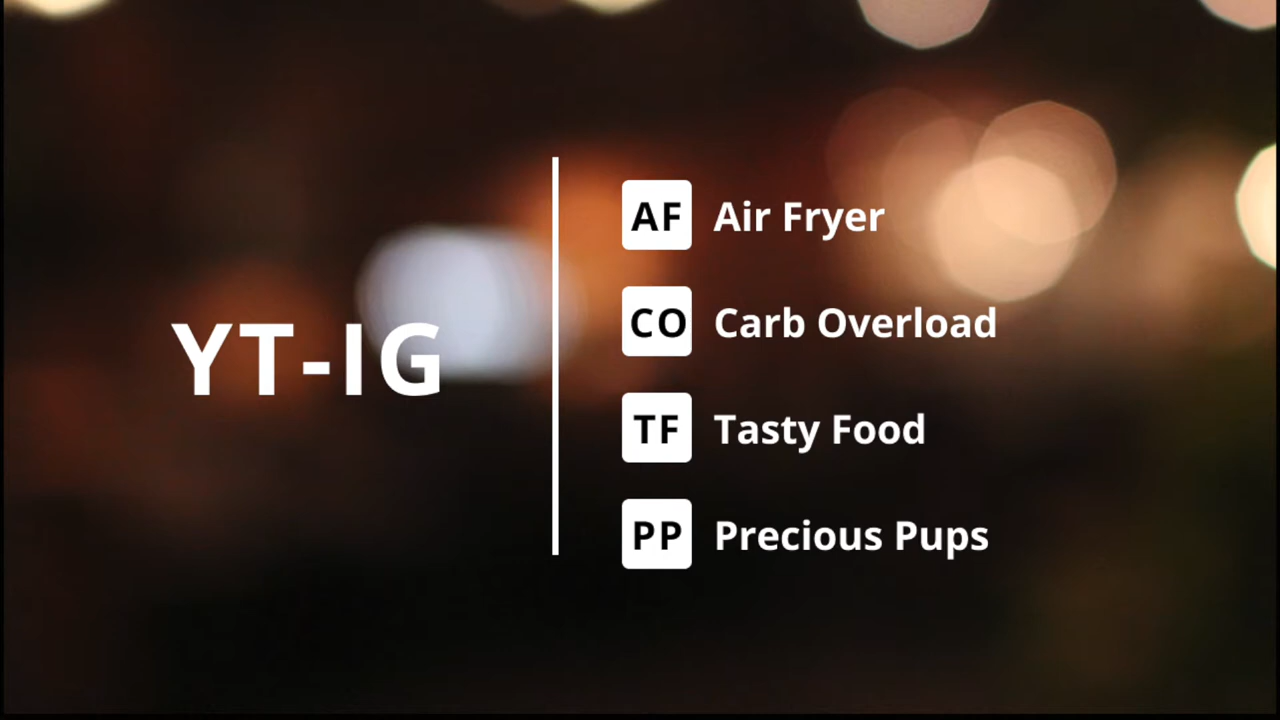 YT-IG
AF Air Fryer
CO Carb Overload
TF Tasty Food
PP Precious Pups